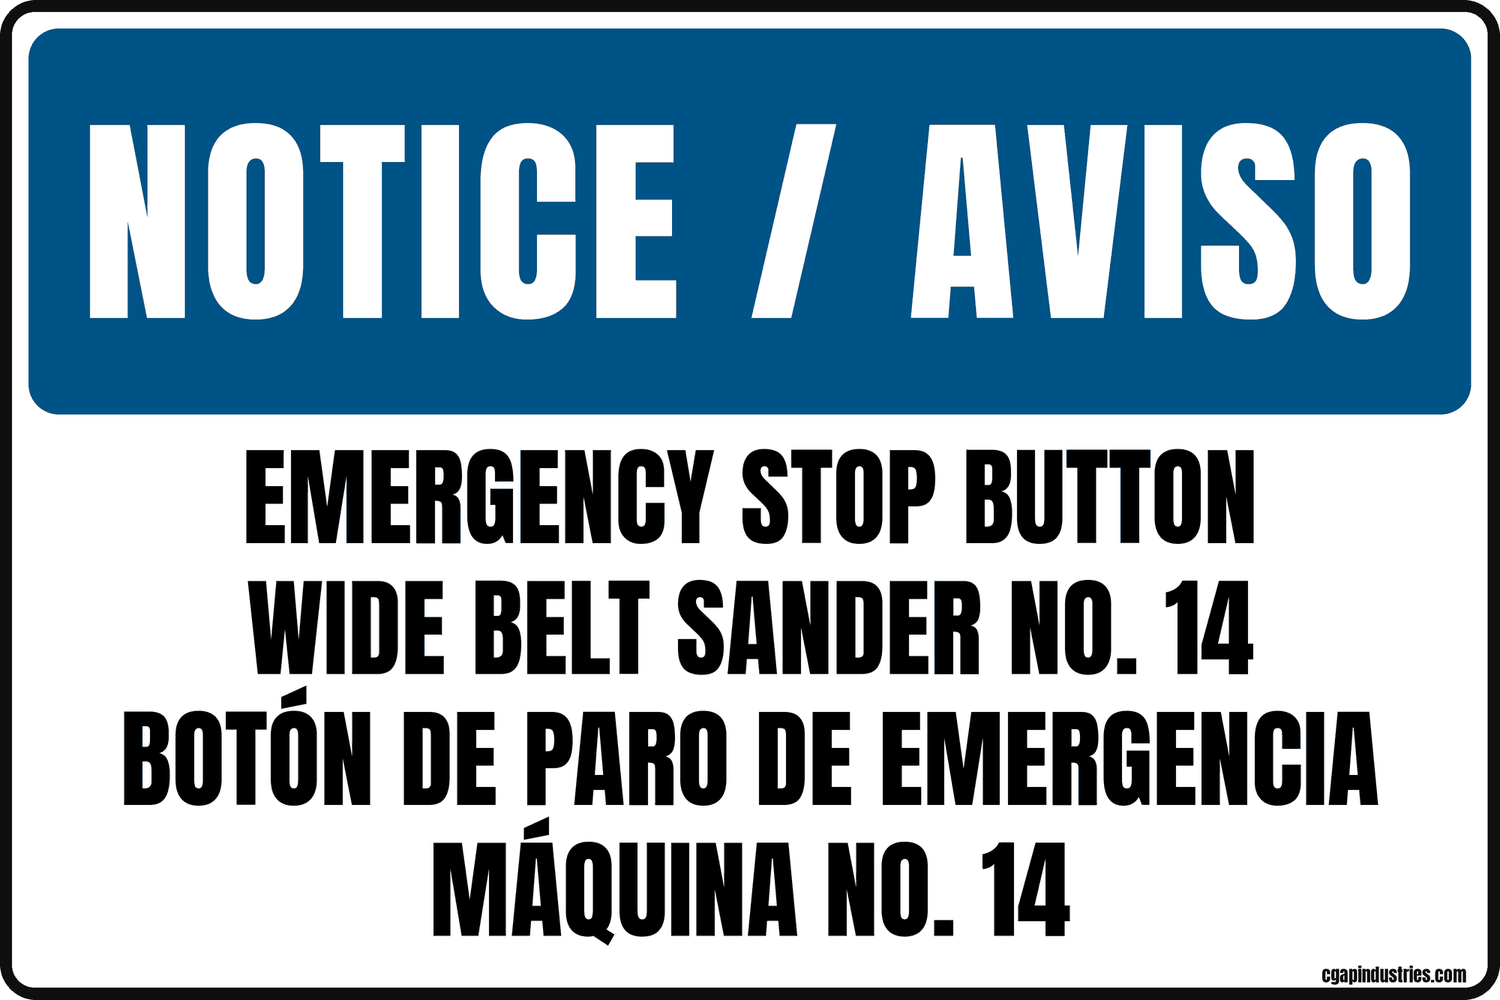 NOTICE / AVISO
EMERGENCY STOP BUTTON
WIDE BELT SANDER NO. 14
BOTÓN DE PARO DE EMERGENCIA
MÁQUINA NO. 14
cgapindustries.com